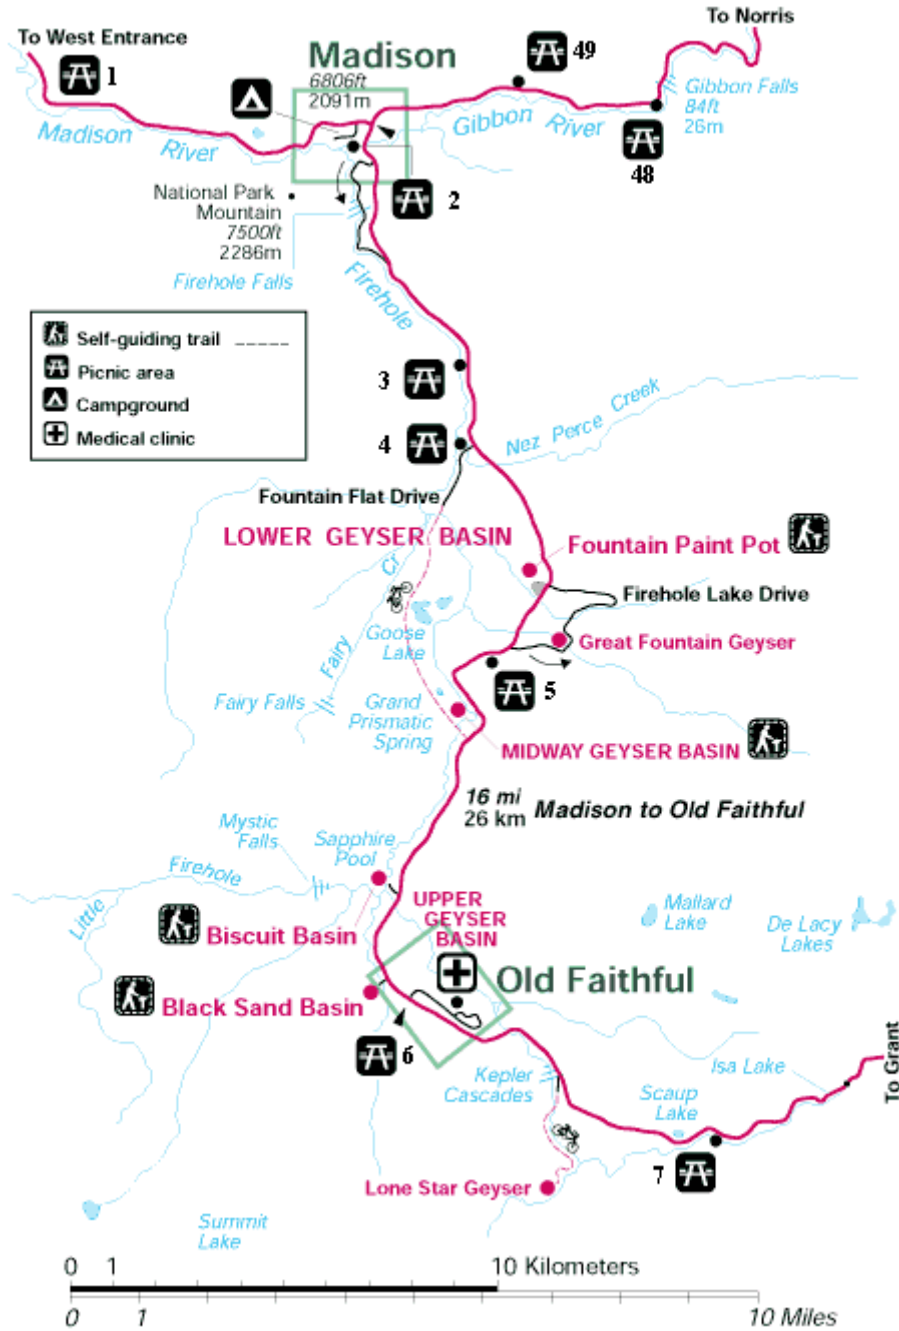 To Norris
To West Entrance
1
Madison
6806ft
2091m
49
Gibbon Falls
84ft
26m
Madison
River
Gibbon River
48
2
National Park
Mountain
7500ft
2286m
Firehole Falls
Firehole
Self-guiding trail
Picnic area
Campground
Medical clinic
3
4
Nez Perce Creek
Fountain Flat Drive
LOWER GEYSER BASIN
Fountain Paint Pot
Firehole Lake Drive
Goose
Lake
Great Fountain Geyser
Fairy Cr
5
Fairy Falls
Grand
Prismatic
Spring
MIDWAY GEYSER BASIN
16 mi
26 km
Madison to Old Faithful
Mystic
Falls
Sapphire
Pool
Little
Firehole
UPPER
GEYSER
BASIN
Mallard
Lake
De Lacy
Lakes
Biscuit Basin
Old Faithful
Black Sand Basin
6
Kepler
Cascades
Isa Lake
Scaup
Lake
To Grant
7
Lone Star Geyser
Summit
Lake
0 1 10 Kilometers
0 1 10 Miles